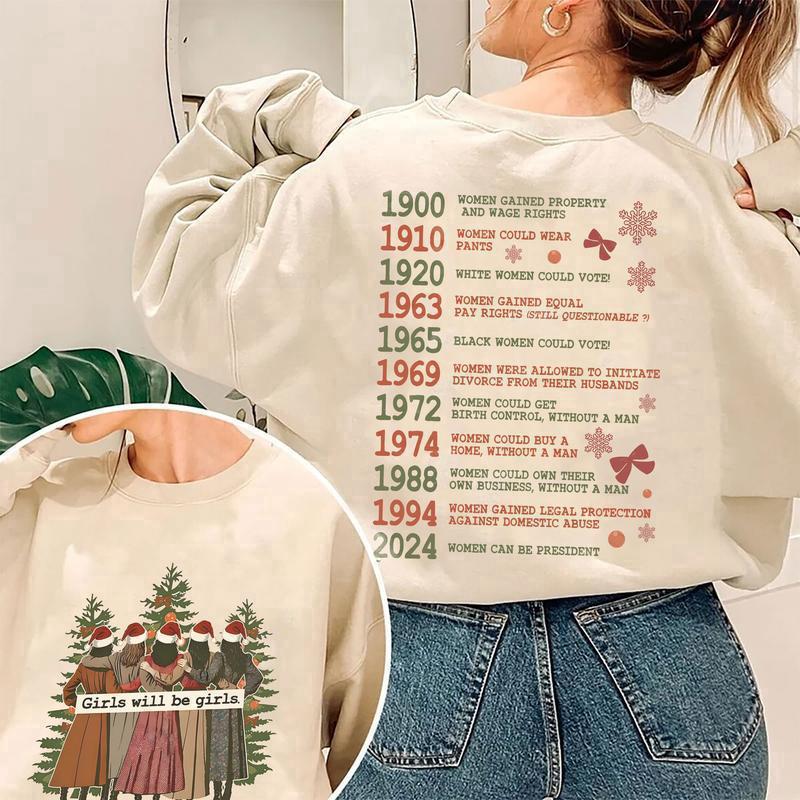 1900 WOMEN GAINED PROPERTY
AND WAGE RIGHTS
1910 WOMEN COULD WEAR
PANTS
1920 WHITE WOMEN COULD VOTE!
1963 WOMEN GAINED EQUAL
PAY RIGHTS (STILL QUESTIONABLE ?)
1965 BLACK WOMEN COULD VOTE!
1969 WOMEN WERE ALLOWED TO INITIATE
DIVORCE FROM THEIR HUSBANDS
1972 WOMEN COULD GET
BIRTH CONTROL, WITHOUT A MAN
1974 WOMEN COULD BUY A
HOME, WITHOUT A MAN
1988 WOMEN COULD OWN THEIR
OWN BUSINESS, WITHOUT A MAN
1994 WOMEN GAINED LEGAL PROTECTION
AGAINST DOMESTIC ABUSE
2024 WOMEN CAN BE PRESIDENT
Girls will be girls.